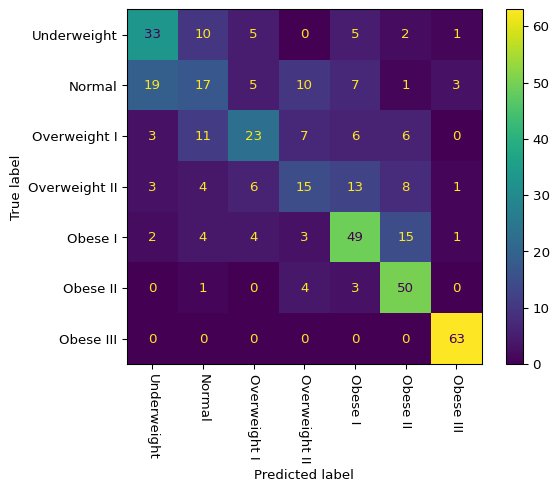 Underweight 33 10 5 0 5 2 1
Normal 19 17 5 10 7 1 3
Overweight I 3 11 23 7 6 6 0
Overweight II 3 4 6 15 13 8 1
Obese I 2 4 4 3 49 15 1
Obese II 0 1 0 4 3 50 0
Obese III 0 0 0 0 0 0 63
True label
Underweight
Normal
Overweight I
Overweight II
Obese I
Obese II
Obese III
Predicted label
60
50
40
30
20
10
0